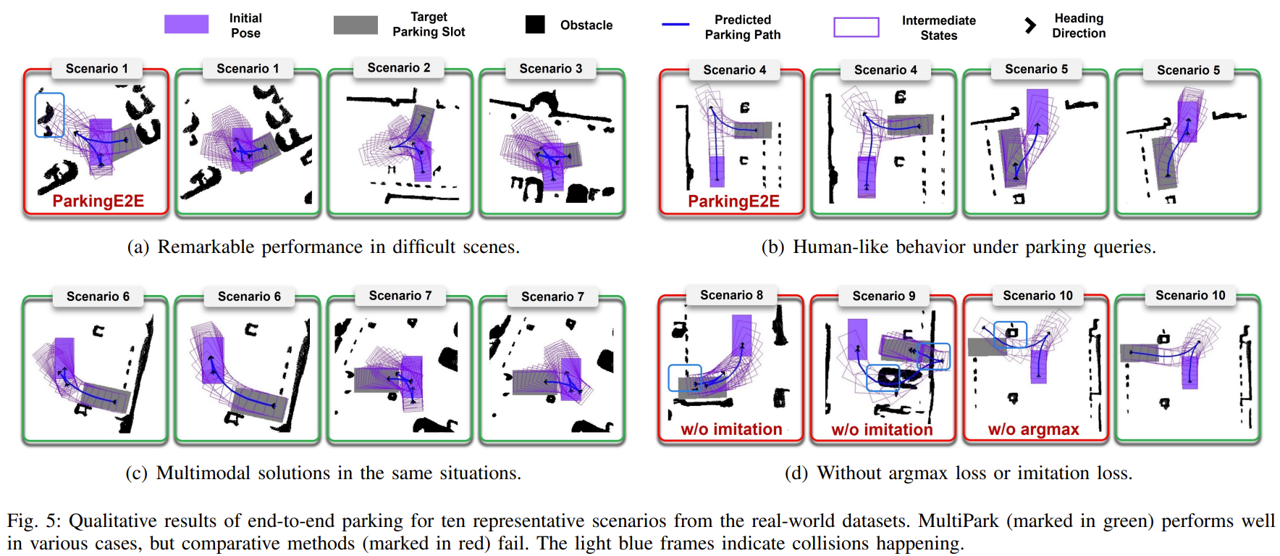 Initial Pose
Target Parking Slot
Obstacle
Predicted Parking Path
Intermediate States
Heading Direction
Scenario 1
Scenario 1
Scenario 2
Scenario 3
ParkingE2E
(a) Remarkable performance in difficult scenes.
Scenario 4
Scenario 4
Scenario 5
Scenario 5
ParkingE2E
(b) Human-like behavior under parking queries.
Scenario 6
Scenario 6
Scenario 7
Scenario 7
(c) Multimodal solutions in the same situations.
Scenario 8
Scenario 9
Scenario 10
Scenario 10
w/o imitation
w/o imitation
w/o argmax
(d) Without argmax loss or imitation loss.
Fig. 5: Qualitative results of end-to-end parking for ten representative scenarios from the real-world datasets. MultiPark (marked in green) performs well
in various cases, but comparative methods (marked in red) fail. The light blue frames indicate collisions happening.